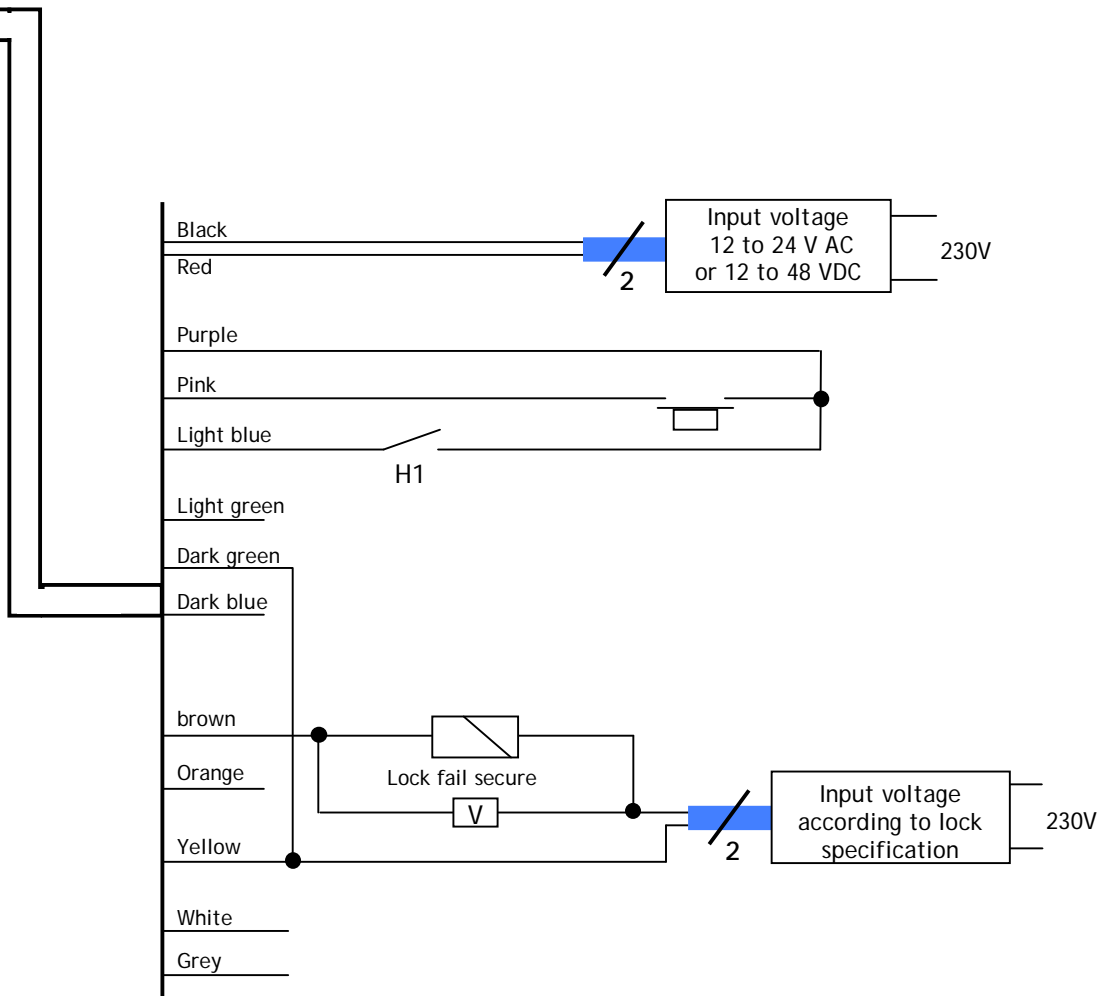 Black
Red
Input voltage
12 to 24 V AC
or 12 to 48 VDC
230V
2
Purple
Pink
Light blue
H1
Light green
Dark green
Dark blue
brown
Orange
Lock fail secure
V
Yellow
Input voltage
according to lock
specification
230V
2
White
Grey